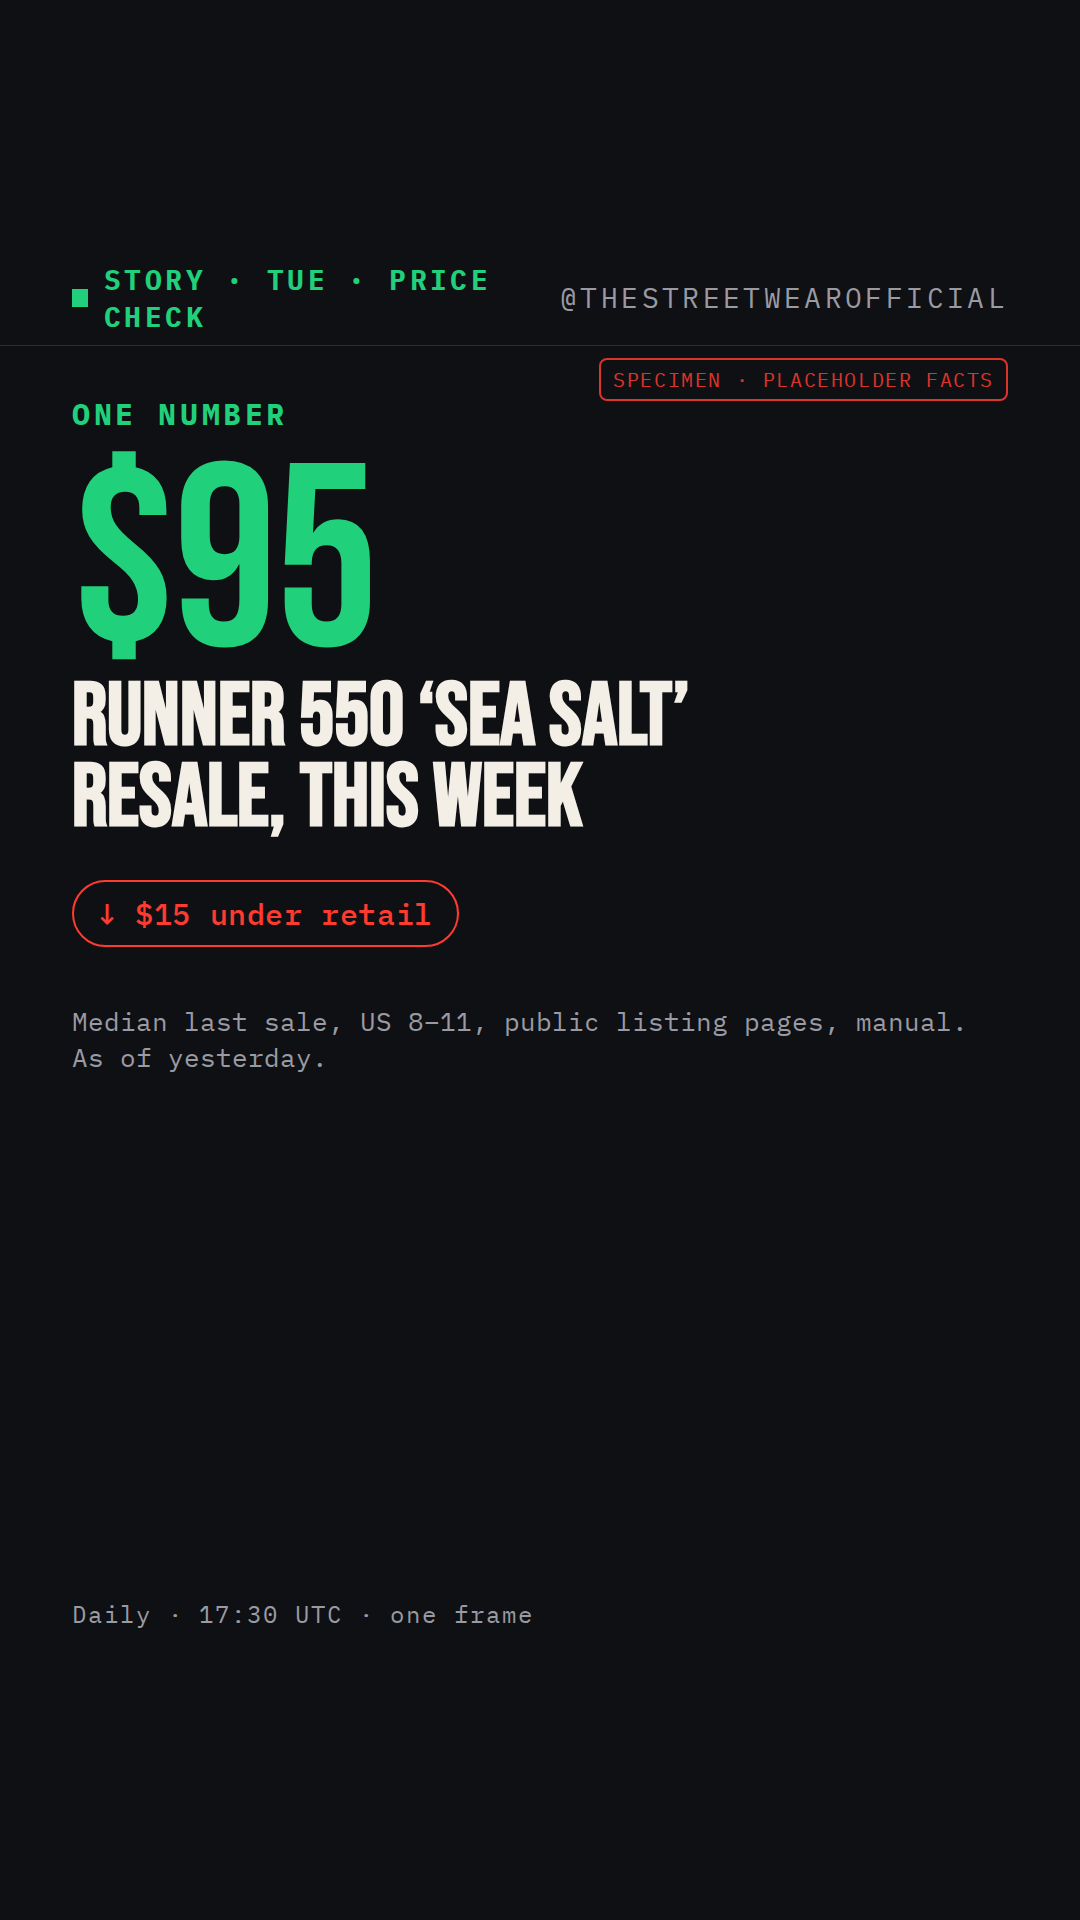 STORY · TUE · PRICE
CHECK
@THESTREETWEAROFFICIAL
SPECIMEN · PLACEHOLDER FACTS
ONE NUMBER
$95
RUNNER 550 ‘SEA SALT’
RESALE, THIS WEEK
↓ $15 under retail
Median last sale, US 8–11, public listing pages, manual.
As of yesterday.
Daily · 17:30 UTC · one frame